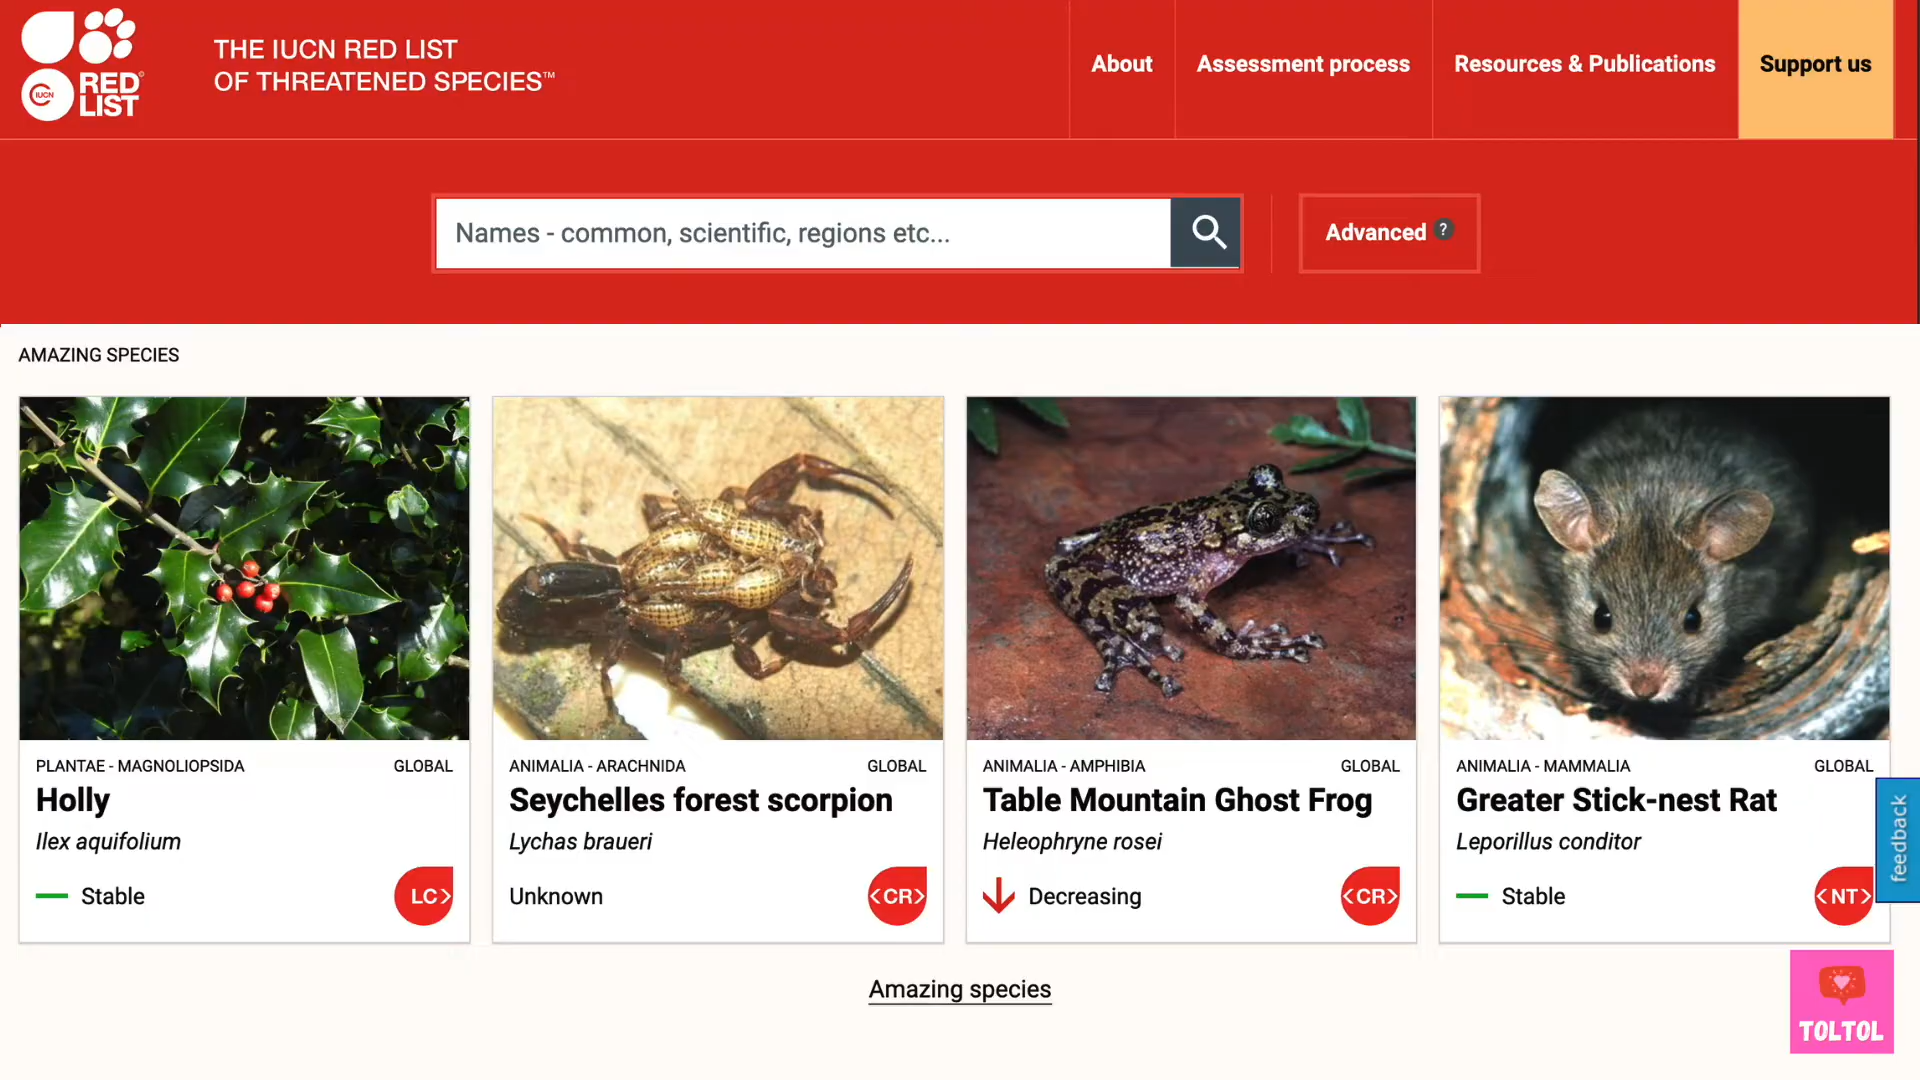 IUCN
RED
LIST
THE IUCN RED LIST
OF THREATENED SPECIES™
About
Assessment process
Resources & Publications
Support us
Names - common, scientific, regions etc...
Advanced ?
AMAZING SPECIES
PLANTAE - MAGNOLIOPSIDA GLOBAL
Holly
Ilex aquifolium
Stable LC>
ANIMALIA - ARACHNIDA GLOBAL
Seychelles forest scorpion
Lychas braueri
Unknown <CR>
ANIMALIA - AMPHIBIA GLOBAL
Table Mountain Ghost Frog
Heleophryne rosei
Decreasing <CR>
ANIMALIA - MAMMALIA GLOBAL
Greater Stick-nest Rat
Leporillus conditor
Stable <NT>
feedback
Amazing species
TOLTOL